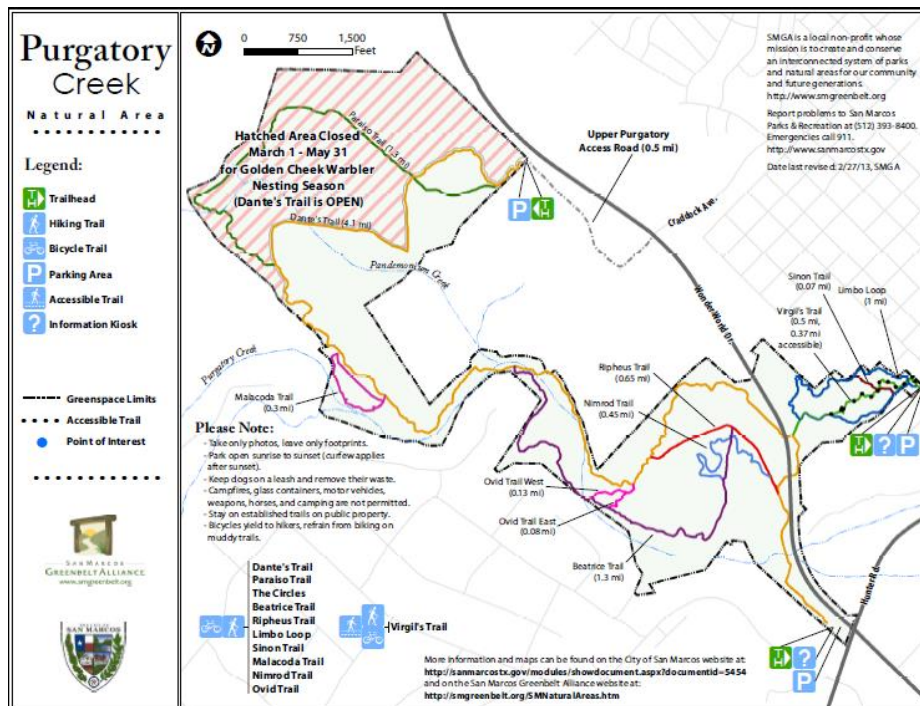 Purgatory
Creek
Natural Area
Legend:
Trailhead
Hiking Trail
Bicycle Trail
Parking Area
Accessible Trail
Information Kiosk
Greenspace Limits
Accessible Trail
Point of Interest
SAN MARCOS
GREENBELT ALLIANCE
www.smgreenbelt.org
SAN MARCOS
N
0 750 1,500
Feet
Hatched Area Closed
March 1 - May 31
for Golden Cheek Warbler
Nesting Season
(Dante's Trail is OPEN)
Paraiso Trail (1.3 mi)
Dante's Trail (4.1 mi)
Pandemonium Creek
Purgatory Creek
Malacoda Trail
(0.3 mi)
P
TH
Upper Purgatory
Access Road (0.5 mi)
Craddock Ave.
Wonder World Dr.
SMGA is a local non-profit whose
mission is to create and conserve
an interconnected system of parks
and natural areas for our community
and future generations.
http://www.smgreenbelt.org
Report problems to San Marcos
Parks & Recreation at (512) 393-8400.
Emergencies call 911.
http://www.sanmarcostx.gov
Date last revised: 2/27/13, SMGA
Sinon Trail
(0.07 mi)
Limbo Loop
(1 mi)
Virgil's Trail
(0.5 mi,
0.37 mi
accessible)
Ripheus Trail
(0.65 mi)
Nimrod Trail
(0.45 mi)
TH ? P
Ovid Trail West
(0.13 mi)
Ovid Trail East
(0.08 mi)
Beatrice Trail
(1.3 mi)
Hunter Rd.
TH ?
P
Please Note:
- Take only photos, leave only footprints.
- Park open sunrise to sunset (curfew applies
after sunset).
- Keep dogs on a leash and remove their waste.
- Campfires, glass containers, motor vehicles,
weapons, horses, and camping are not permitted.
- Stay on established trails on public property.
- Bicycles yield to hikers, refrain from biking on
muddy trails.
Dante's Trail
Paraiso Trail
The Circles
Beatrice Trail
Ripheus Trail
Limbo Loop
Sinon Trail
Malacoda Trail
Nimrod Trail
Ovid Trail
Virgil's Trail
More information and maps can be found on the City of San Marcos website at:
http://sanmarcostx.gov/modules/showdocument.aspx?documentid=5454
and on the San Marcos Greenbelt Alliance website at:
http://smgreenbelt.org/SMNaturalAreas.htm